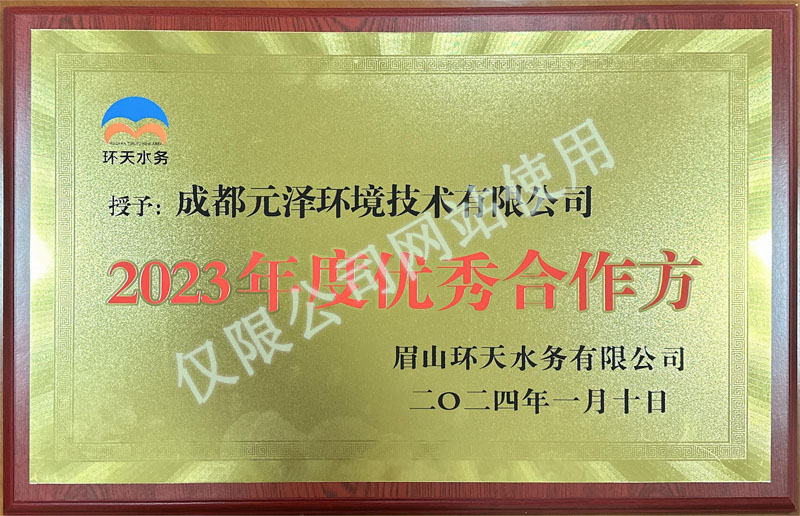 环天水务
授予：成都元泽环境技术有限公司
2023年度优秀合作方
眉山环天水务有限公司
二〇二四年一月十日
仅限公司网站使用